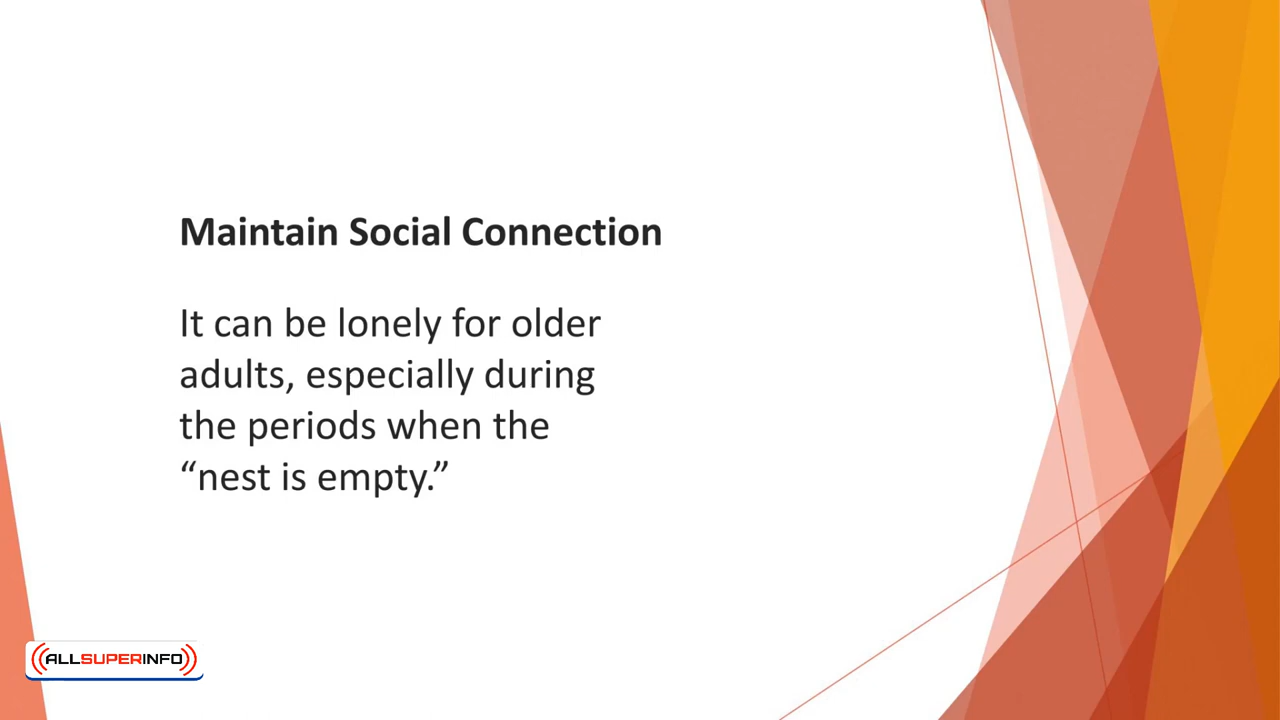 Maintain Social Connection
It can be lonely for older
adults, especially during
the periods when the
“nest is empty.”
ALLSUPERINFO